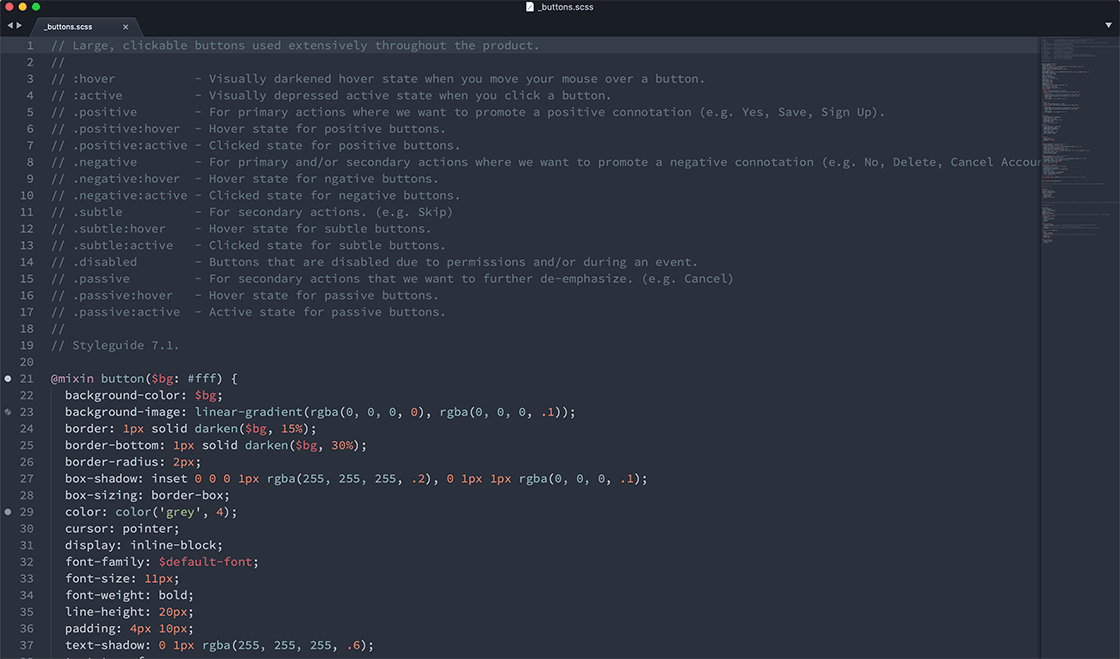 _buttons.scss
_buttons.scss ×
1 // Large, clickable buttons used extensively throughout the product.
2 //
3 // :hover - Visually darkened hover state when you move your mouse over a button.
4 // :active - Visually depressed active state when you click a button.
5 // .positive - For primary actions where we want to promote a positive connotation (e.g. Yes, Save, Sign Up).
6 // .positive:hover - Hover state for positive buttons.
7 // .positive:active - Clicked state for positive buttons.
8 // .negative - For primary and/or secondary actions where we want to promote a negative connotation (e.g. No, Delete, Cancel Accoun
9 // .negative:hover - Hover state for ngative buttons.
10 // .negative:active - Clicked state for negative buttons.
11 // .subtle - For secondary actions. (e.g. Skip)
12 // .subtle:hover - Hover state for subtle buttons.
13 // .subtle:active - Clicked state for subtle buttons.
14 // .disabled - Buttons that are disabled due to permissions and/or during an event.
15 // .passive - For secondary actions that we want to further de-emphasize. (e.g. Cancel)
16 // .passive:hover - Hover state for passive buttons.
17 // .passive:active - Active state for passive buttons.
18 //
19 // Styleguide 7.1.
20
21 @mixin button($bg: #fff) {
22 background-color: $bg;
23 background-image: linear-gradient(rgba(0, 0, 0, 0), rgba(0, 0, 0, .1));
24 border: 1px solid darken($bg, 15%);
25 border-bottom: 1px solid darken($bg, 30%);
26 border-radius: 2px;
27 box-shadow: inset 0 0 0 1px rgba(255, 255, 255, .2), 0 1px 1px rgba(0, 0, 0, .1);
28 box-sizing: border-box;
29 color: color('grey', 4);
30 cursor: pointer;
31 display: inline-block;
32 font-family: $default-font;
33 font-size: 11px;
34 font-weight: bold;
35 line-height: 20px;
36 padding: 4px 10px;
37 text-shadow: 0 1px rgba(255, 255, 255, .6);